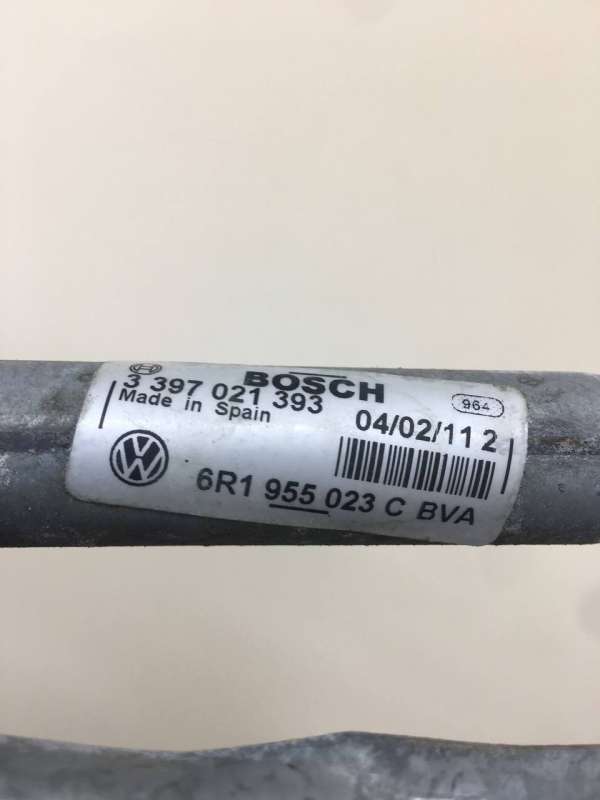 BOSCH
3 397 021 393
964
Made in Spain
04/02/11 2
6R1 955 023 C BVA